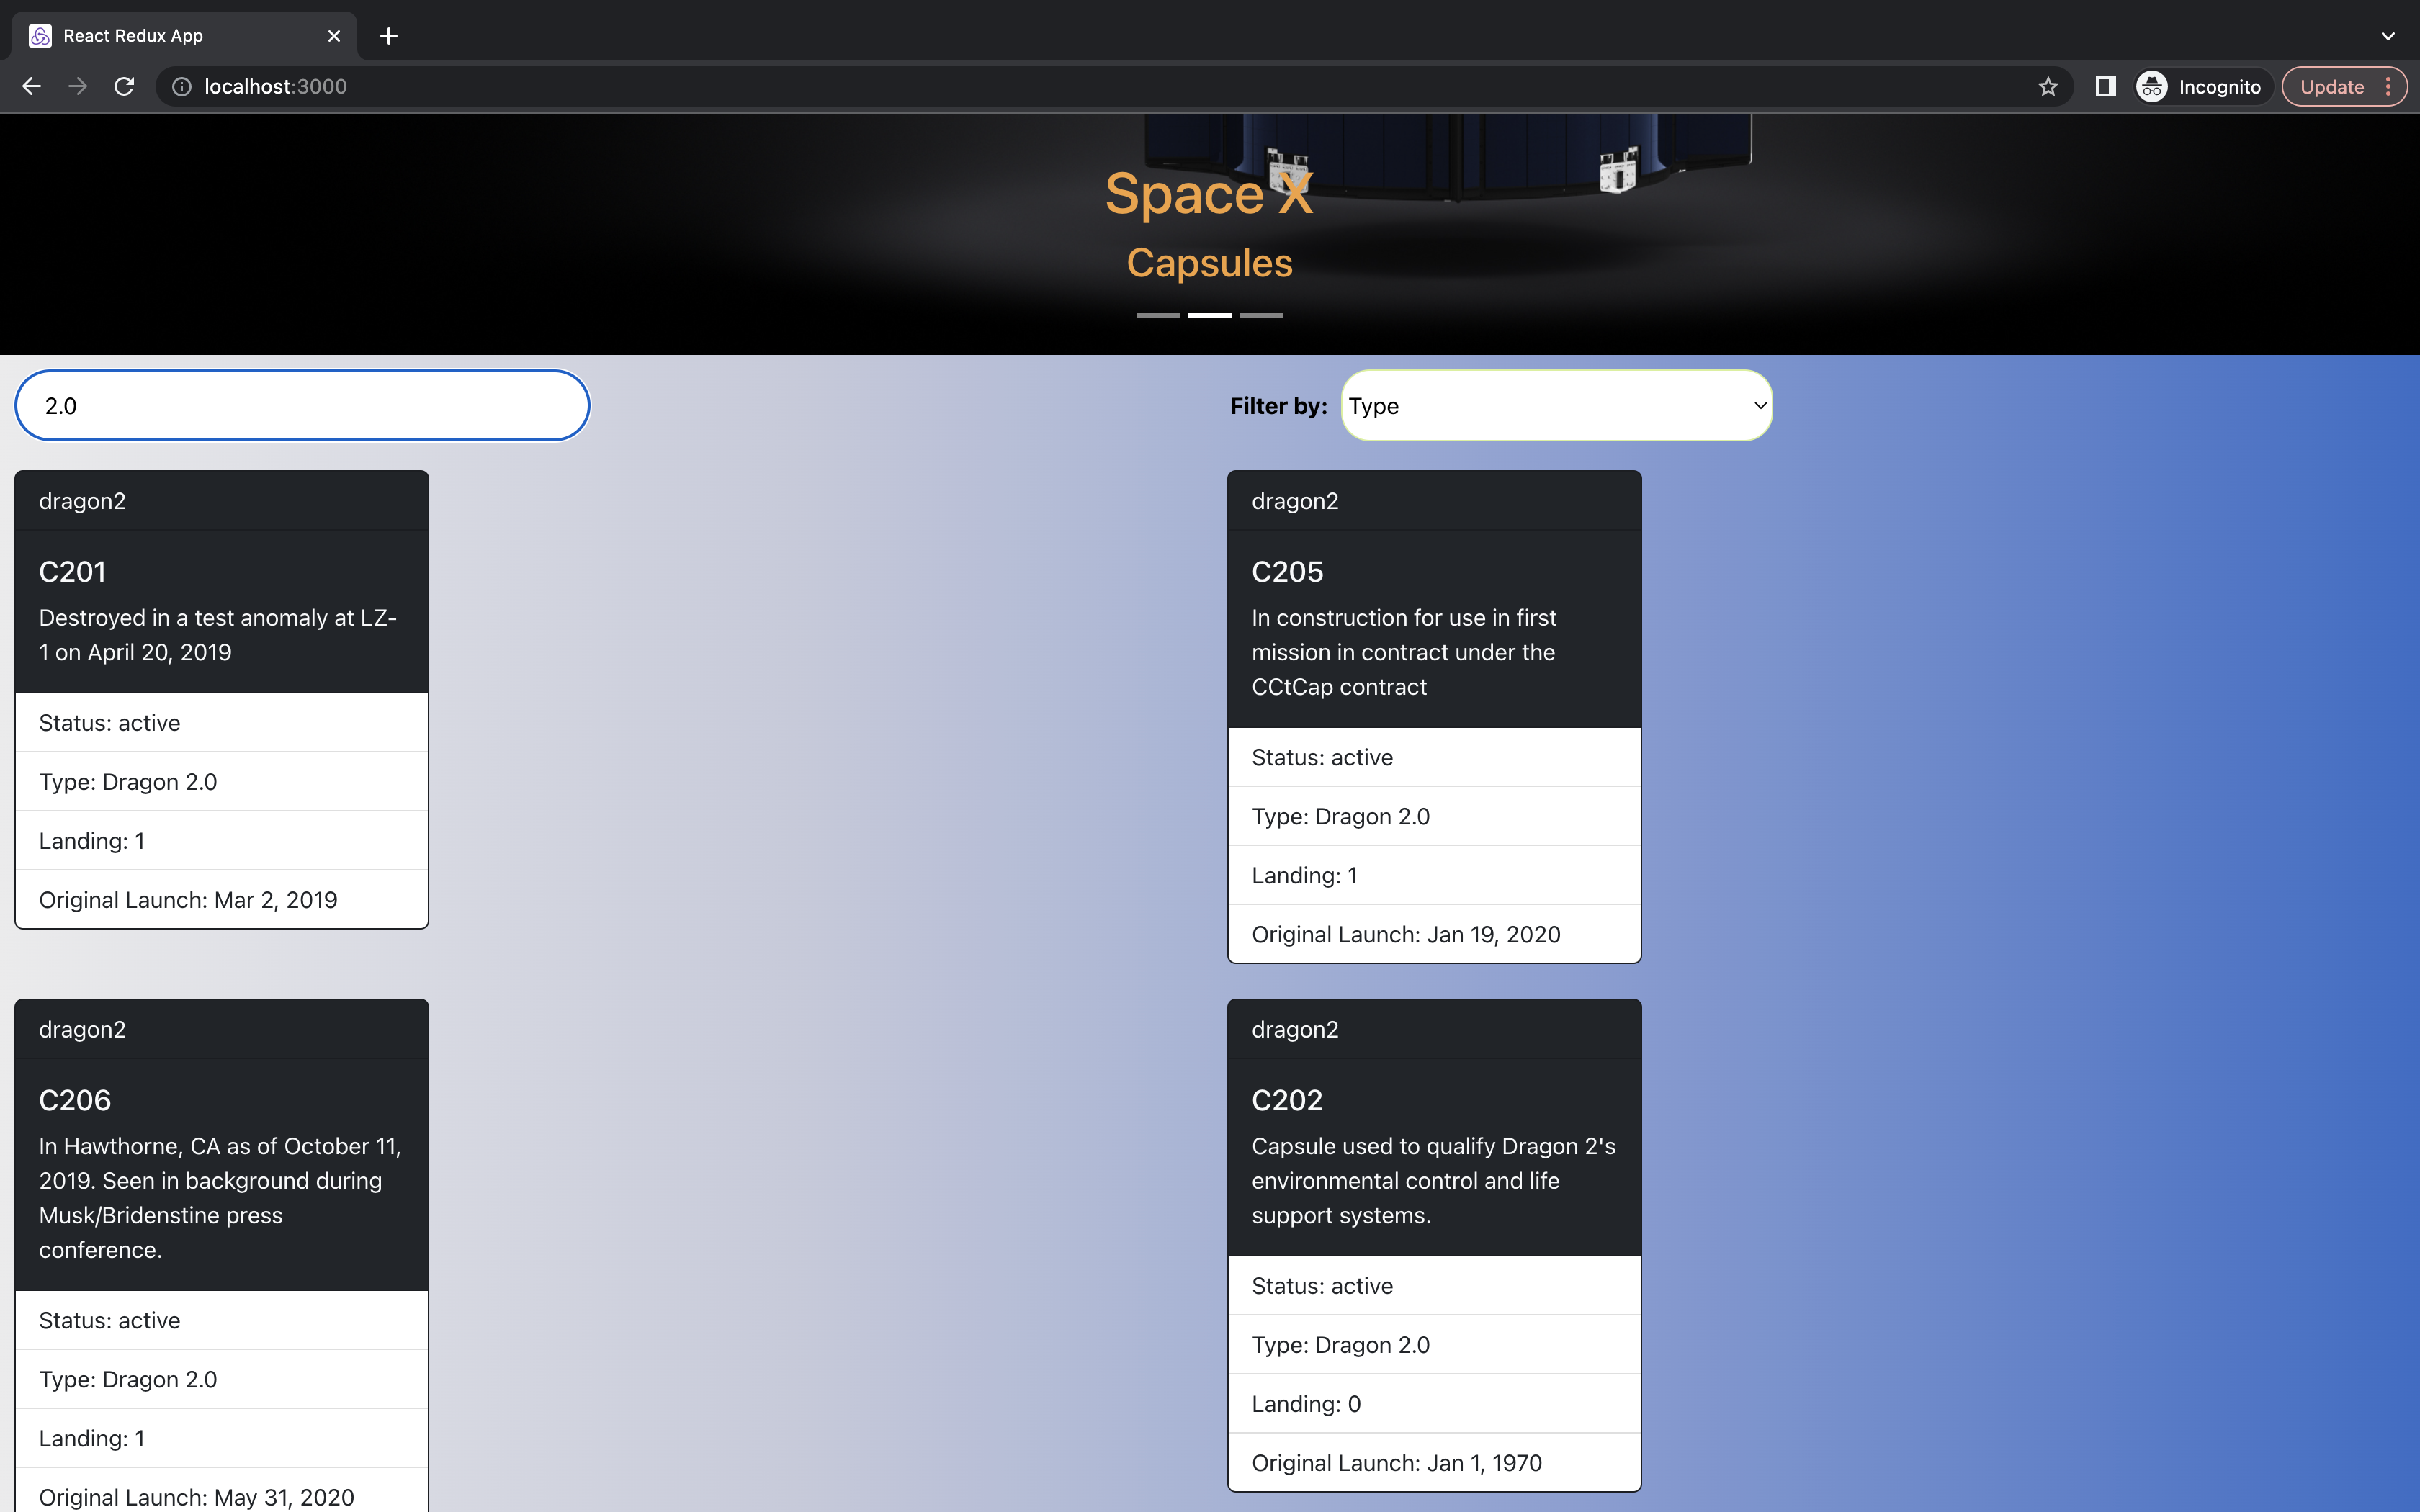 React Redux App
localhost:3000
Incognito
Update
Space X
Capsules
2.0
Filter by:
Type
dragon2
C201
Destroyed in a test anomaly at LZ-
1 on April 20, 2019
Status: active
Type: Dragon 2.0
Landing: 1
Original Launch: Mar 2, 2019
dragon2
C205
In construction for use in first
mission in contract under the
CCtCap contract
Status: active
Type: Dragon 2.0
Landing: 1
Original Launch: Jan 19, 2020
dragon2
C206
In Hawthorne, CA as of October 11,
2019. Seen in background during
Musk/Bridenstine press
conference.
Status: active
Type: Dragon 2.0
Landing: 1
Original Launch: May 31, 2020
dragon2
C202
Capsule used to qualify Dragon 2's
environmental control and life
support systems.
Status: active
Type: Dragon 2.0
Landing: 0
Original Launch: Jan 1, 1970